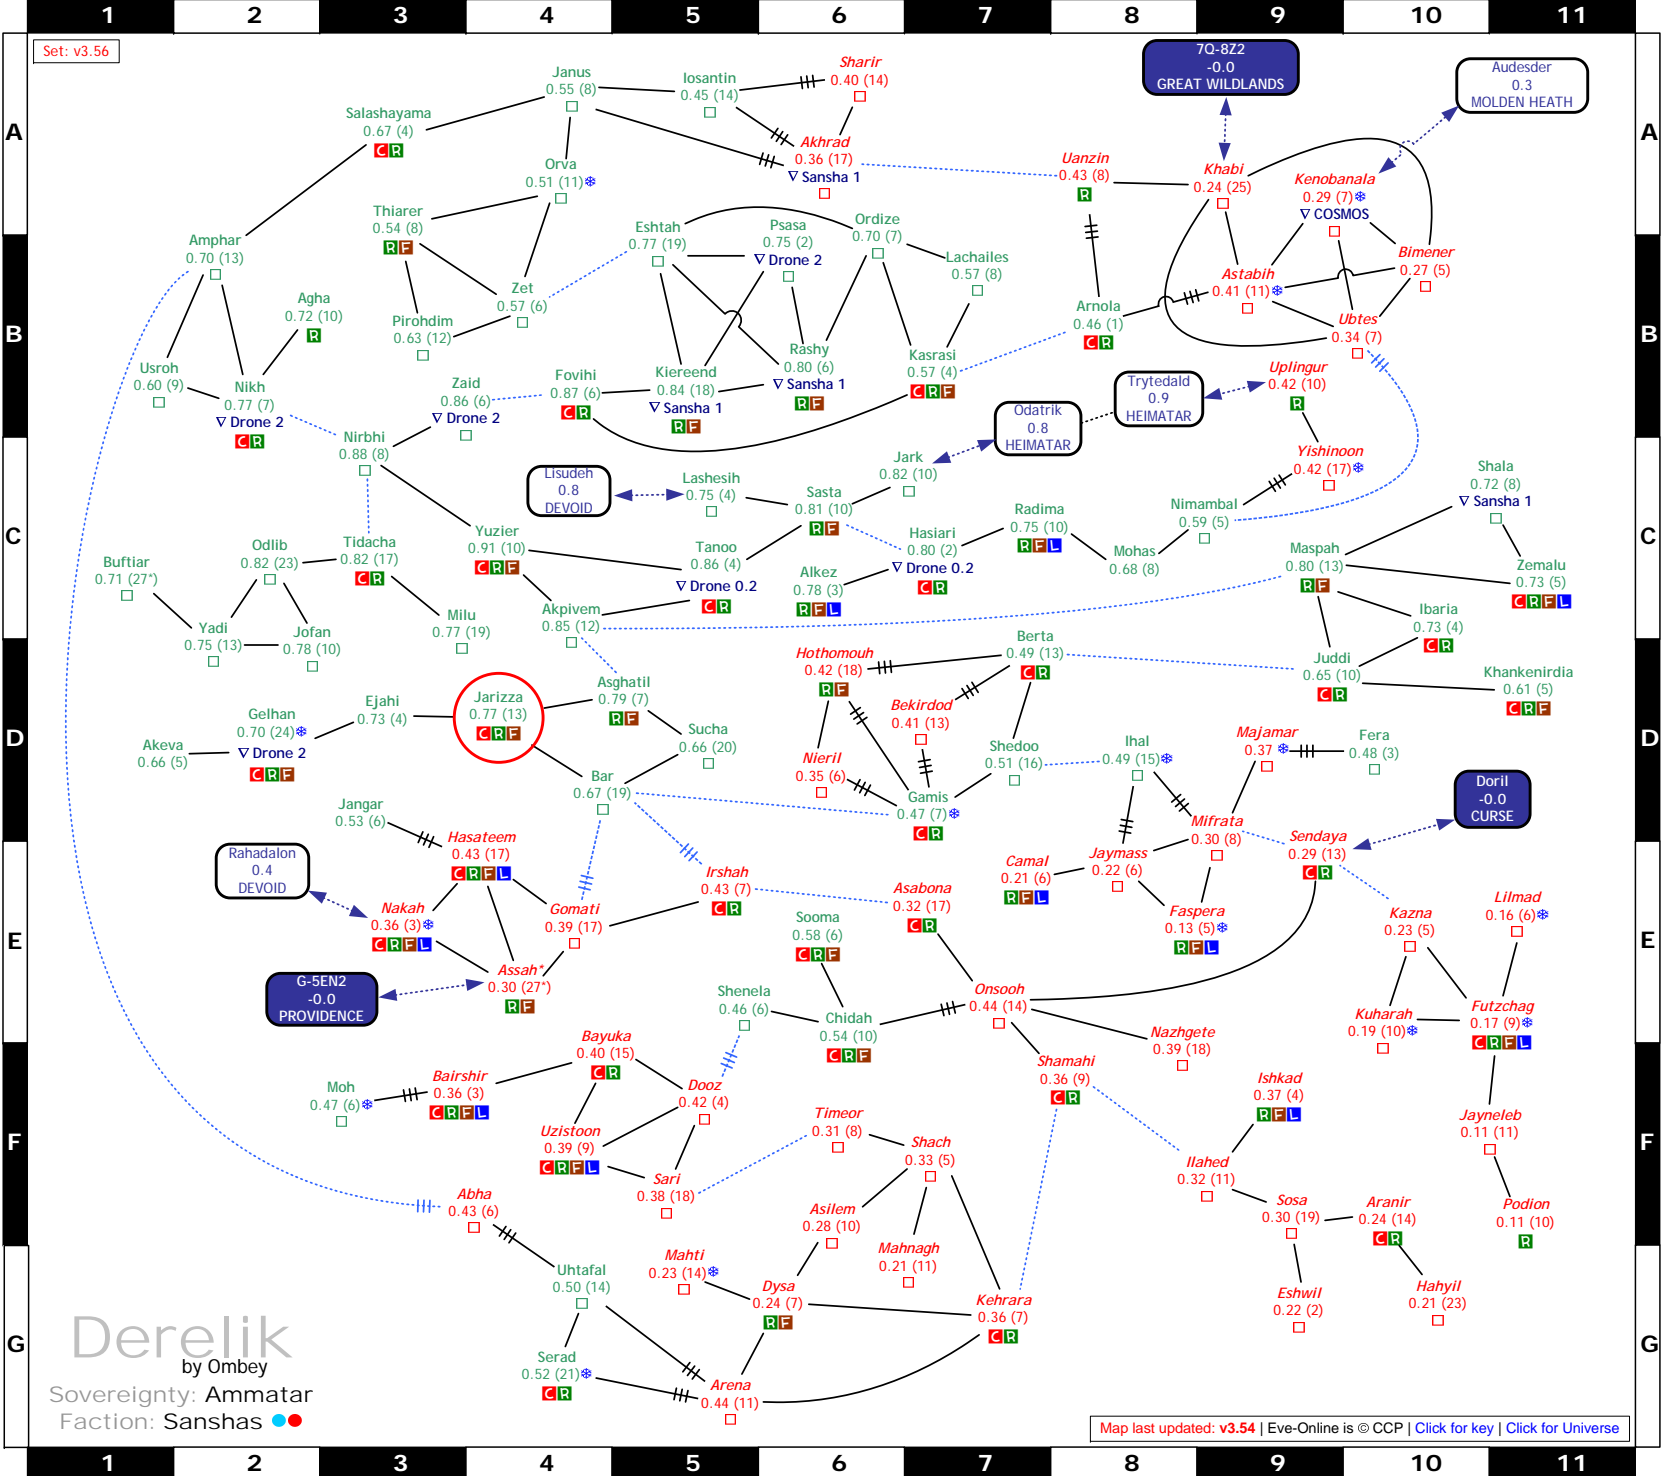 1 2 3 4 5 6 7 8 9 10 11
Set: v3.56
A
A
Janus
0.55 (8)
Iosantin
0.45 (14)
Sharir
0.40 (14)
7Q-8Z2
-0.0
GREAT WILDLANDS
Audesder
0.3
MOLDEN HEATH
Salashayama
0.67 (4)
C R
Orva
0.51 (11)
Akhrad
0.36 (17)
∇ Sansha 1
Uanzin
0.43 (8)
R
Khabi
0.24 (25)
Kenobanala
0.29 (7)
∇ COSMOS
Thiarer
0.54 (8)
R F
B
B
Amphar
0.70 (13)
Eshtah
0.77 (19)
Psasa
0.75 (2)
∇ Drone 2
Ordize
0.70 (7)
Lachailes
0.57 (8)
Bimener
0.27 (5)
Astabih
0.41 (11)
Agha
0.72 (10)
R
Zet
0.57 (6)
Pirohdim
0.63 (12)
Arnola
0.46 (1)
C R
Ubtes
0.34 (7)
Usroh
0.60 (9)
Nikh
0.77 (7)
∇ Drone 2
C R
Zaid
0.86 (6)
∇ Drone 2
Fovihi
0.87 (6)
C R
Kiereend
0.84 (18)
∇ Sansha 1
R F
Rashy
0.80 (6)
∇ Sansha 1
R F
Kasrasi
0.57 (4)
C R F
Uplingur
0.42 (10)
R
Trytedald
0.9
HEIMATAR
Odatrik
0.8
HEIMATAR
C
C
Nirbhi
0.88 (8)
Lisudeh
0.8
DEVOID
Lashesih
0.75 (4)
Jark
0.82 (10)
Sasta
0.81 (10)
R F
Yishinoon
0.42 (17)
Shala
0.72 (8)
∇ Sansha 1
Nimambal
0.59 (5)
Radima
0.75 (10)
R F L
Hasiari
0.80 (2)
∇ Drone 0.2
C R
Mohas
0.68 (8)
Maspah
0.80 (13)
R F
Zemalu
0.73 (5)
C R F L
Buftiar
0.71 (27*)
Odlib
0.82 (23)
Tidacha
0.82 (17)
C R
Yuzier
0.91 (10)
C R F
Tanoo
0.86 (4)
∇ Drone 0.2
C R
Alkez
0.78 (3)
R F L
Akpivem
0.85 (12)
Milu
0.77 (19)
Ibaria
0.73 (4)
C R
Yadi
0.75 (13)
Jofan
0.78 (10)
D
D
Hothomouh
0.42 (18)
R F
Berta
0.49 (13)
C R
Juddi
0.65 (10)
C R
Khankenirdia
0.61 (5)
C R F
Asghatil
0.79 (7)
R F
Jarizza
0.77 (13)
C R F
Ejahi
0.73 (4)
Gelhan
0.70 (24)
∇ Drone 2
C R F
Akeva
0.66 (5)
Sucha
0.66 (20)
Bekirdod
0.41 (13)
Shedoo
0.51 (16)
Ihal
0.49 (15)
Majamar
0.37
Fera
0.48 (3)
Nieril
0.35 (6)
Bar
0.67 (19)
Gamis
0.47 (7)
C R
Doril
-0.0
CURSE
Jangar
0.53 (6)
Hasateem
0.43 (17)
C R F L
Mifrata
0.30 (8)
Sendaya
0.29 (13)
C R
E
E
Rahadalon
0.4
DEVOID
Jaymass
0.22 (6)
Camal
0.21 (6)
R F L
Irshah
0.43 (7)
C R
Asabona
0.32 (17)
C R
Nakah
0.36 (3)
C R F L
Gomati
0.39 (17)
Sooma
0.58 (6)
C R F
Faspera
0.13 (5)
R F L
Kazna
0.23 (5)
Lilmad
0.16 (6)
G-5EN2
-0.0
PROVIDENCE
Assah*
0.30 (27*)
R F
Shenela
0.46 (6)
Chidah
0.54 (10)
C R F
Onsooh
0.44 (14)
Kuharah
0.19 (10)
Futzchag
0.17 (9)
C R F L
Nazhgete
0.39 (18)
F
F
Bayuka
0.40 (15)
C R
Moh
0.47 (6)
Bairshir
0.36 (3)
C R F L
Dooz
0.42 (4)
Shamahi
0.36 (9)
C R
Ishkad
0.37 (4)
R F L
Uzistoon
0.39 (9)
C R F L
Timeor
0.31 (8)
Shach
0.33 (5)
Jayneleb
0.11 (11)
Sari
0.38 (18)
Ilahed
0.32 (11)
Abha
0.43 (6)
Asilem
0.28 (10)
Sosa
0.30 (19)
Aranir
0.24 (14)
C R
Podion
0.11 (10)
R
G
G
Mahnagh
0.21 (11)
Mahti
0.23 (14)
Uhtafal
0.50 (14)
Dysa
0.24 (7)
R F
Kehrara
0.36 (7)
C R
Eshwil
0.22 (2)
Hahyil
0.21 (23)
Serad
0.52 (21)
C R
Arena
0.44 (11)
Derelik
by Ombey
Sovereignty: Ammatar
Faction: Sanshas
Map last updated: v3.54 | Eve-Online is © CCP | Click for key | Click for Universe
1 2 3 4 5 6 7 8 9 10 11